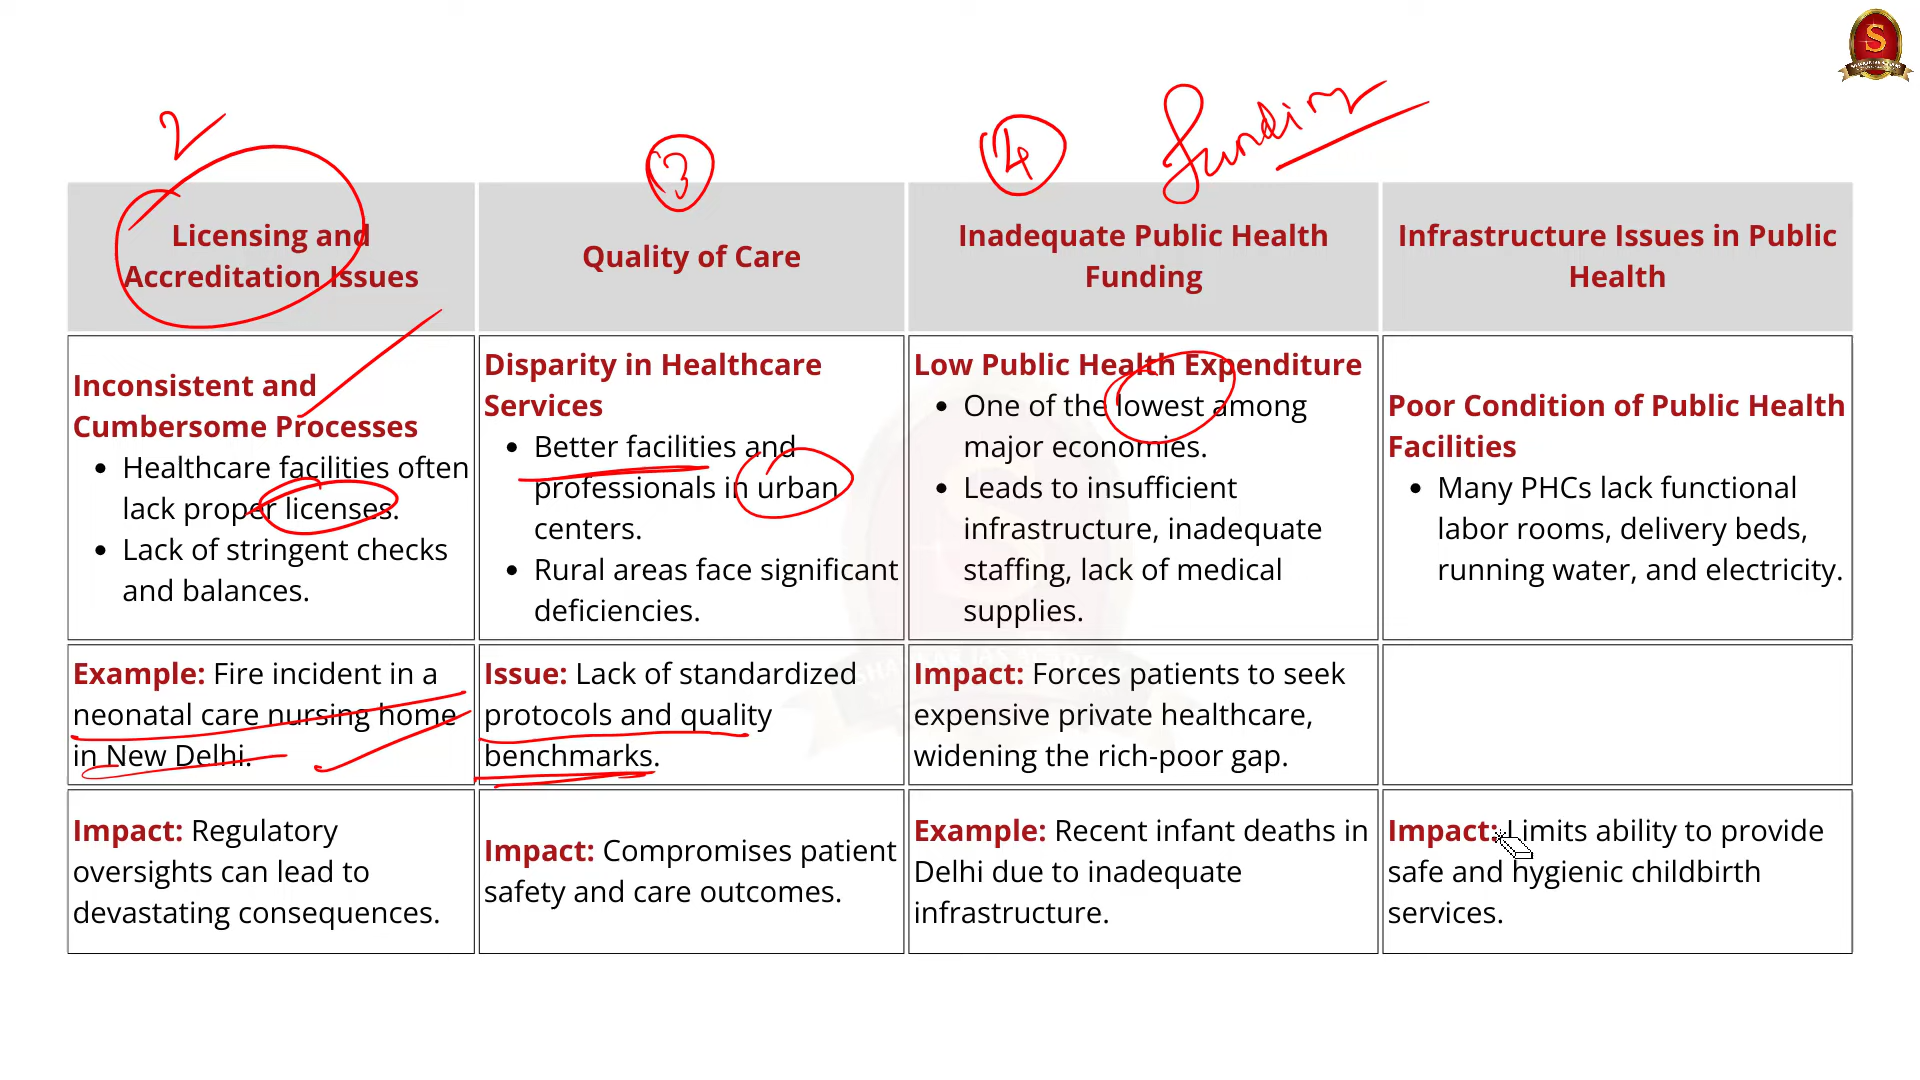 2
3
4
Funding
Licensing and
Accreditation Issues
Quality of Care
Inadequate Public Health
Funding
Infrastructure Issues in Public
Health
Inconsistent and
Cumbersome Processes
• Healthcare facilities often
lack proper licenses.
• Lack of stringent checks
and balances.
Disparity in Healthcare
Services
• Better facilities and
professionals in urban
centers.
• Rural areas face significant
deficiencies.
Low Public Health Expenditure
• One of the lowest among
major economies.
• Leads to insufficient
infrastructure, inadequate
staffing, lack of medical
supplies.
Poor Condition of Public Health
Facilities
• Many PHCs lack functional
labor rooms, delivery beds,
running water, and electricity.
Example: Fire incident in a
neonatal care nursing home
in New Delhi.
Issue: Lack of standardized
protocols and quality
benchmarks.
Impact: Forces patients to seek
expensive private healthcare,
widening the rich-poor gap.
Impact: Regulatory
oversights can lead to
devastating consequences.
Impact: Compromises patient
safety and care outcomes.
Example: Recent infant deaths in
Delhi due to inadequate
infrastructure.
Impact: Limits ability to provide
safe and hygienic childbirth
services.
S
SHANKAR IAS ACADEMY